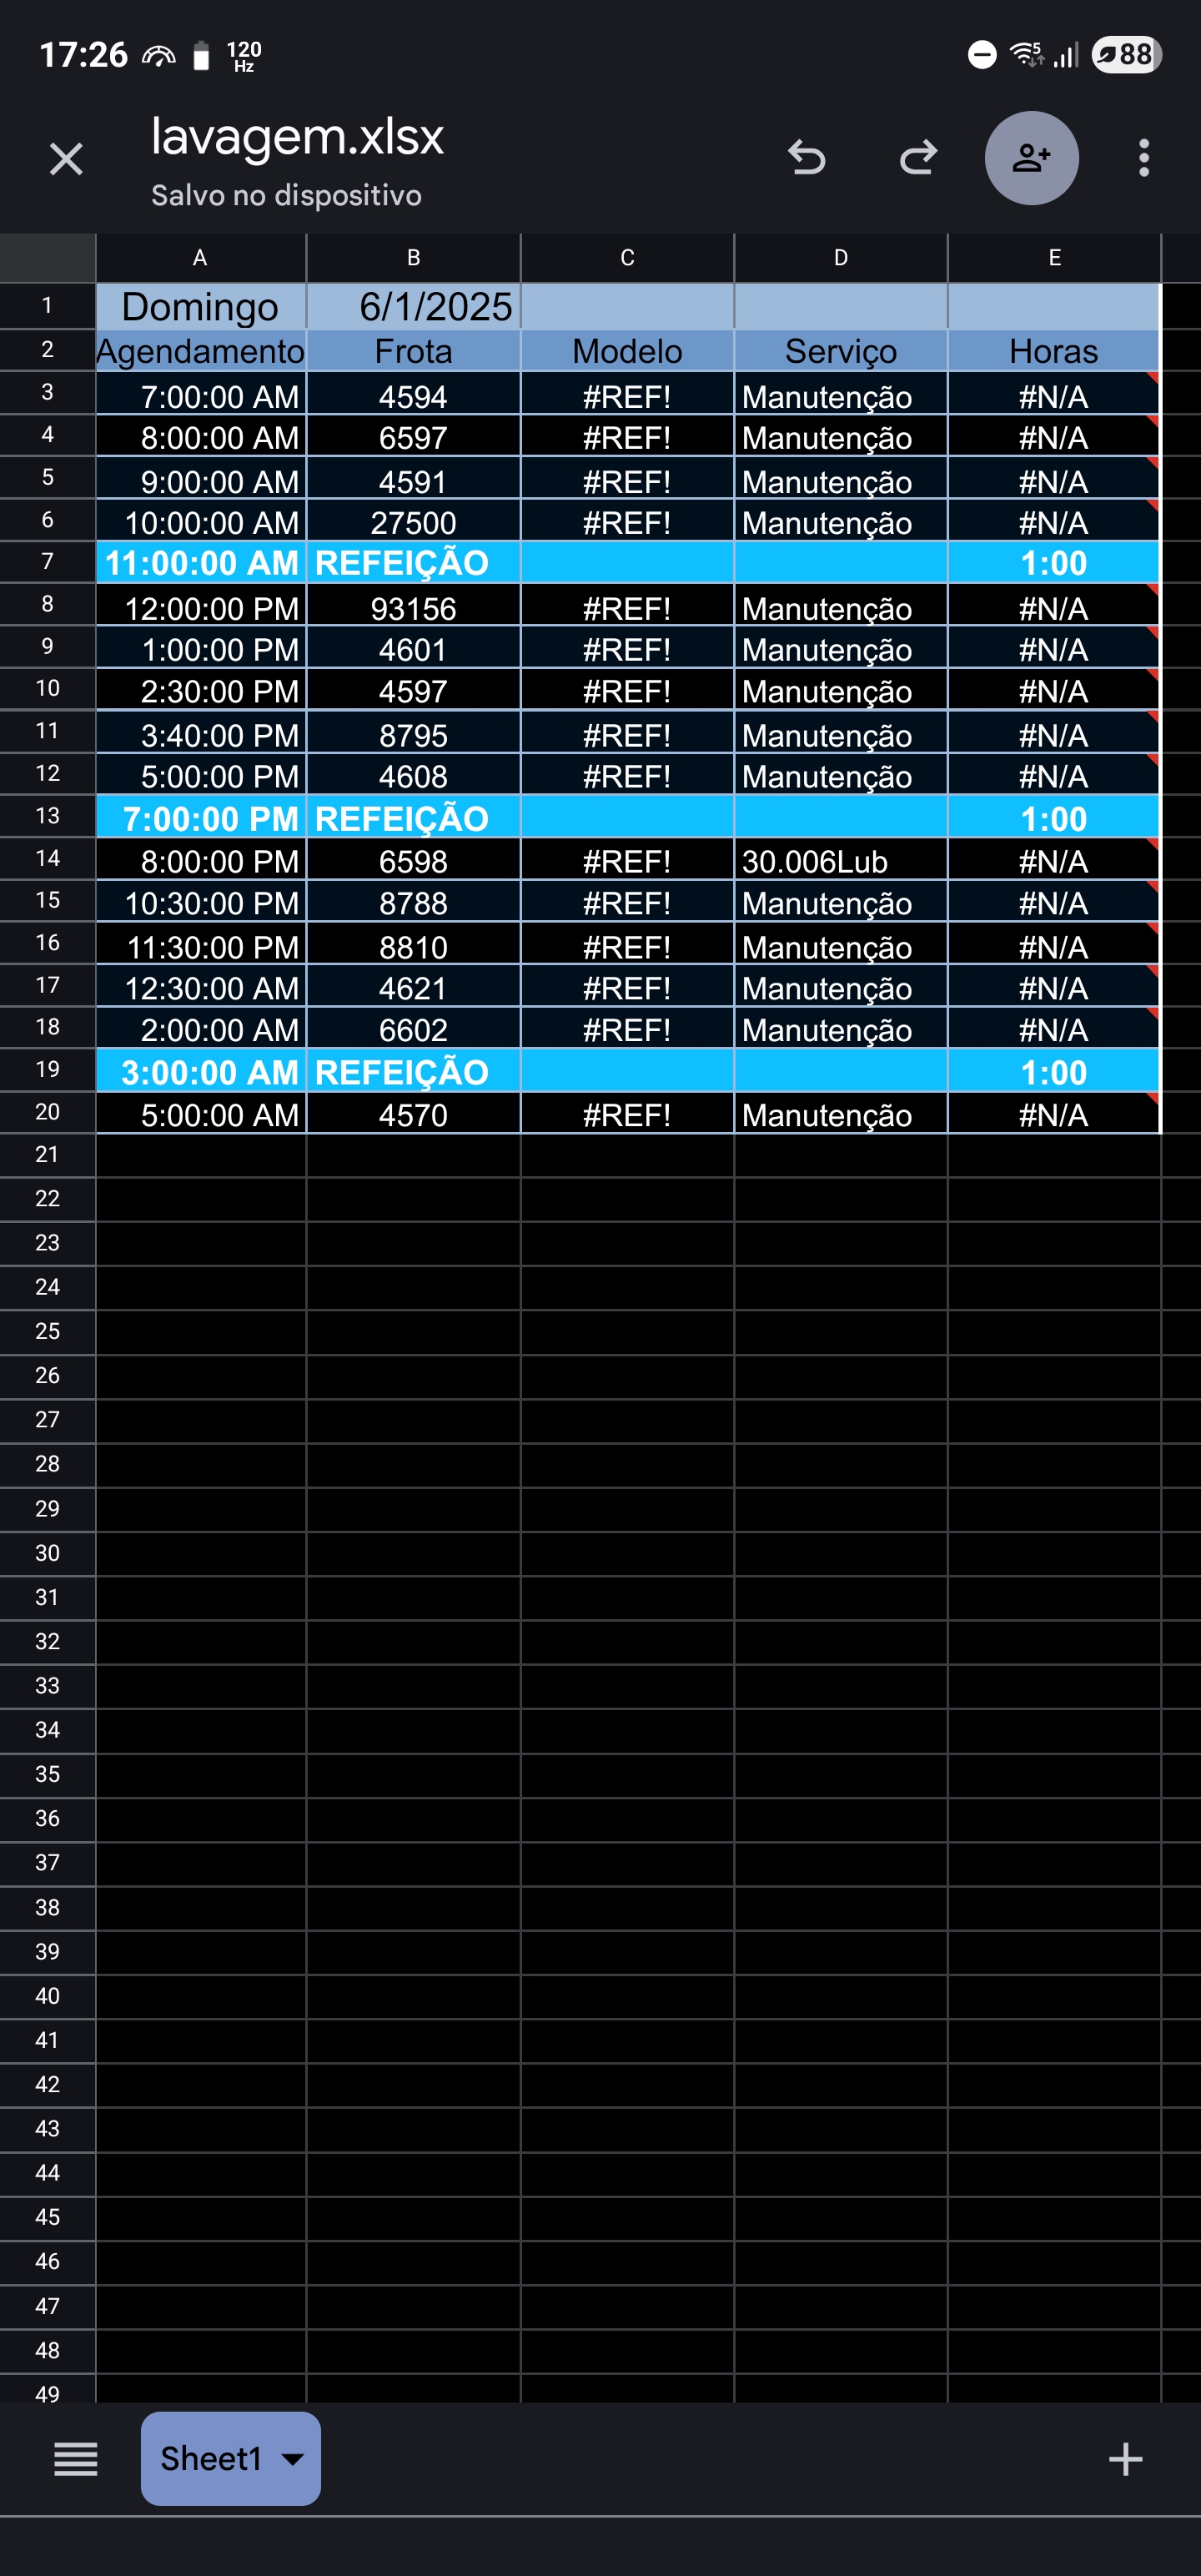 17:26 120 Hz 5 88
lavagem.xlsx
Salvo no dispositivo
A B C D E
1 Domingo 6/1/2025
2 Agendamento Frota Modelo Serviço Horas
3 7:00:00 AM 4594 #REF! Manutenção #N/A
4 8:00:00 AM 6597 #REF! Manutenção #N/A
5 9:00:00 AM 4591 #REF! Manutenção #N/A
6 10:00:00 AM 27500 #REF! Manutenção #N/A
7 11:00:00 AM REFEIÇÃO 1:00
8 12:00:00 PM 93156 #REF! Manutenção #N/A
9 1:00:00 PM 4601 #REF! Manutenção #N/A
10 2:30:00 PM 4597 #REF! Manutenção #N/A
11 3:40:00 PM 8795 #REF! Manutenção #N/A
12 5:00:00 PM 4608 #REF! Manutenção #N/A
13 7:00:00 PM REFEIÇÃO 1:00
14 8:00:00 PM 6598 #REF! 30.006Lub #N/A
15 10:30:00 PM 8788 #REF! Manutenção #N/A
16 11:30:00 PM 8810 #REF! Manutenção #N/A
17 12:30:00 AM 4621 #REF! Manutenção #N/A
18 2:00:00 AM 6602 #REF! Manutenção #N/A
19 3:00:00 AM REFEIÇÃO 1:00
20 5:00:00 AM 4570 #REF! Manutenção #N/A
21
22
23
24
25
26
27
28
29
30
31
32
33
34
35
36
37
38
39
40
41
42
43
44
45
46
47
48
49
Sheet1